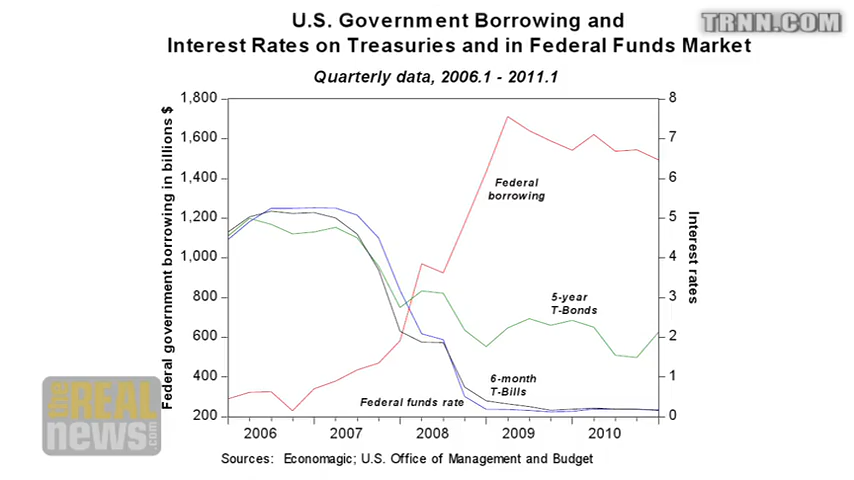 TRNN.COM
U.S. Government Borrowing and
Interest Rates on Treasuries and in Federal Funds Market
Quarterly data, 2006.1 - 2011.1
Federal government borrowing in billions $
1,800
1,600
1,400
1,200
1,000
800
600
400
200
8
7
6
5
4
3
2
1
0
Interest rates
Federal
borrowing
5-year
T-Bonds
6-month
T-Bills
Federal funds rate
2006 2007 2008 2009 2010
the
REAL
news.com
Sources: Economagic; U.S. Office of Management and Budget